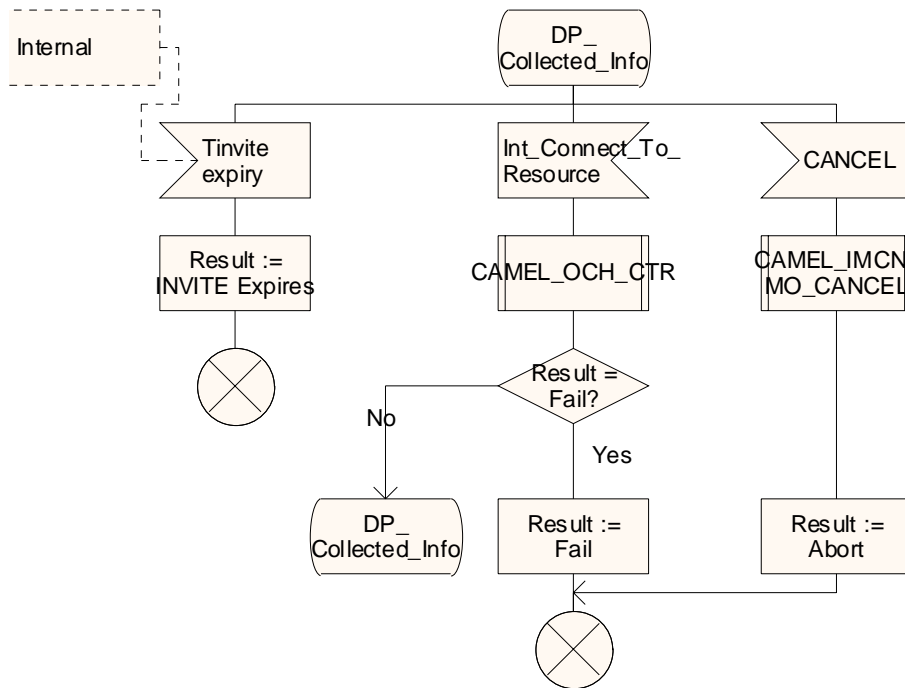 Internal
DP_
Collected_Info
Tinvite
expiry
Int_Connect_To_
Resource
CANCEL
Result :=
INVITE Expires
CAMEL_OCH_CTR
CAMEL_IMCN
MO_CANCEL
Result =
Fail?
No
Yes
DP_
Collected_Info
Result :=
Fail
Result :=
Abort